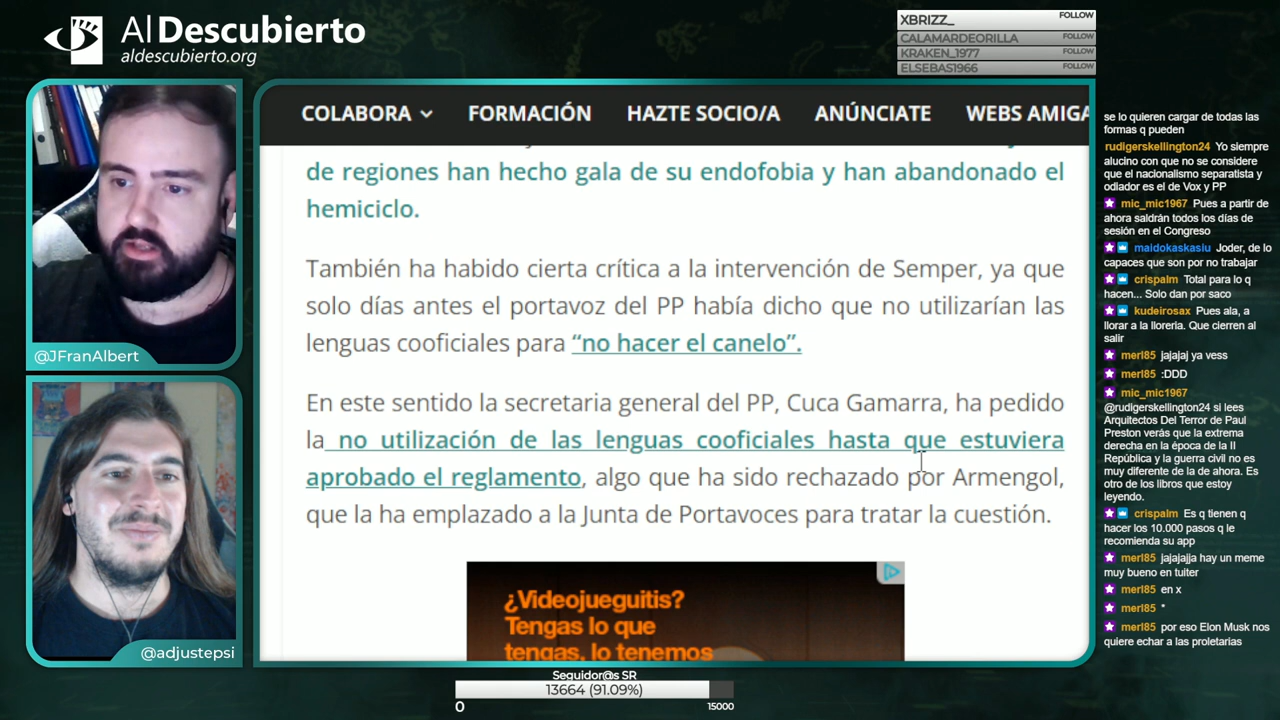 Al Descubierto
aldescubierto.org
XBRIZZ_ FOLLOW
CALAMARDEORILLA FOLLOW
KRAKEN_1977 FOLLOW
ELSEBAS1966 FOLLOW
@JFranAlbert
@adjustepsi
COLABORA FORMACIÓN HAZTE SOCIO/A ANÚNCIATE WEBS AMIGA
de regiones han hecho gala de su endofobia y han abandonado el
hemiciclo.
También ha habido cierta crítica a la intervención de Semper, ya que
solo días antes el portavoz del PP había dicho que no utilizarían las
lenguas cooficiales para “no hacer el canelo”.
En este sentido la secretaria general del PP, Cuca Gamarra, ha pedido
la no utilización de las lenguas cooficiales hasta que estuviera
aprobado el reglamento, algo que ha sido rechazado por Armengol,
que la ha emplazado a la Junta de Portavoces para tratar la cuestión.
¿Videojueguitis?
Tengas lo que
tengas, lo tenemos
Seguidor@s SR
13664 (91.09%)
0 15000
se lo quieren cargar de todas las
formas q pueden
rudigerskellington24 Yo siempre
alucino con que no se considere
que el nacionalismo separatista y
odiador es el de Vox y PP
mic_mic1967 Pues a partir de
ahora saldrán todos los días de
sesión en el Congreso
maidokaskasiu Joder, de lo
capaces que son por no trabajar
crispalm Total para lo q
hacen... Solo dan por saco
kudeirosax Pues ala, a
llorar a la lloreria. Que cierren al
salir
merl85 jajajaj ya vess
merl85 :DDD
mic_mic1967
@rudigerskellington24 si lees
Arquitectos Del Terror de Paul
Preston verás que la extrema
derecha en la época de la II
República y la guerra civil no es
muy diferente de la de ahora. Es
otro de los libros que estoy
leyendo.
crispalm Es q tienen q
hacer los 10.000 pasos q le
recomienda su app
merl85 jajajajja hay un meme
muy bueno en tuiter
merl85 en x
merl85 *
merl85 por eso Elon Musk nos
quiere echar a las proletarias